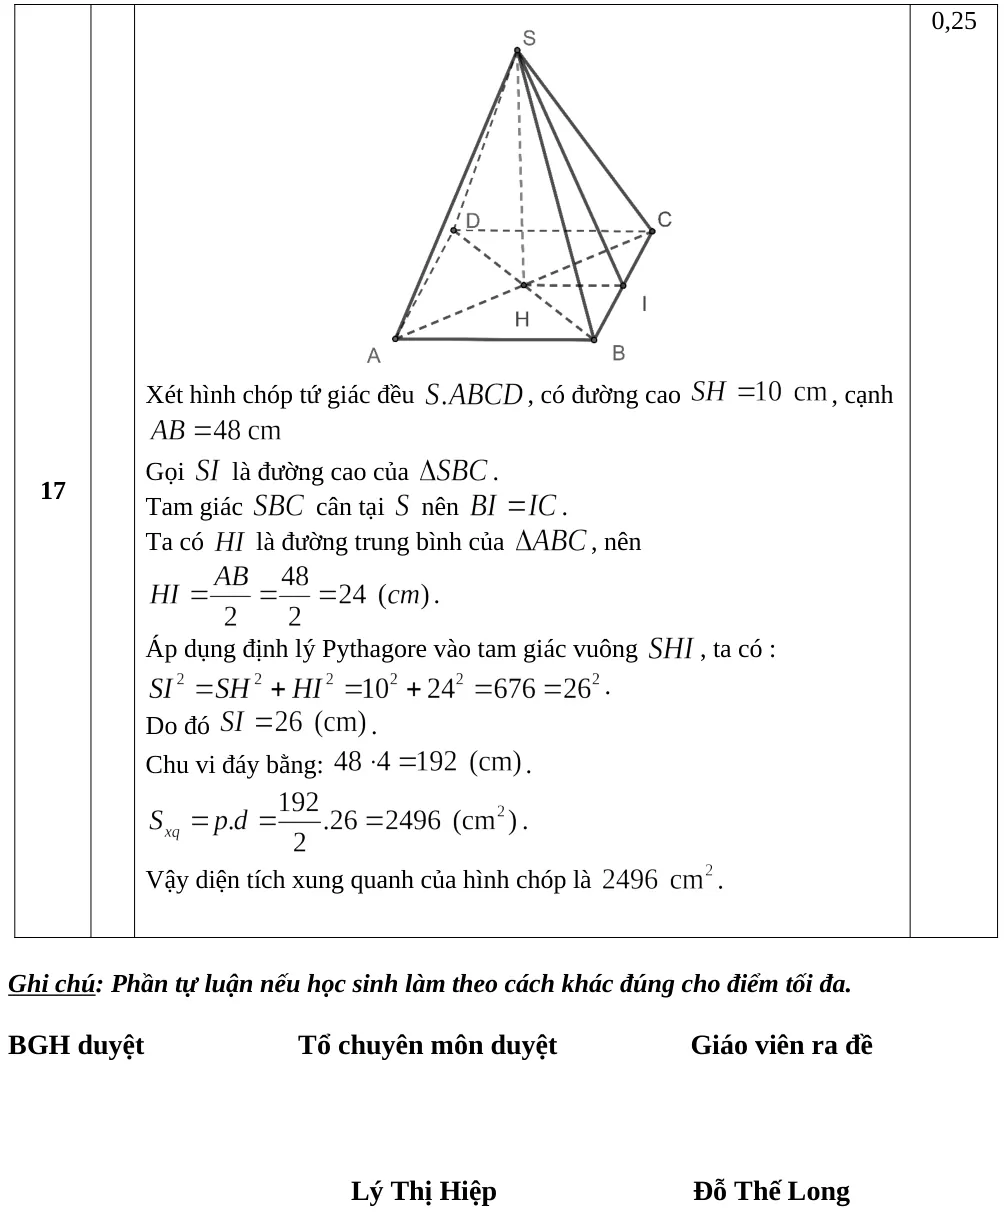 0,25
S
D
C
I
H
A
B
17
Xét hình chóp tứ giác đều S.ABCD, có đường cao SH = 10 cm, cạnh
AB = 48 cm
Gọi SI là đường cao của ΔSBC.
Tam giác SBC cân tại S nên BI = IC.
Ta có HI là đường trung bình của ΔABC, nên
HI = AB/2 = 48/2 = 24 (cm).
Áp dụng định lý Pythagore vào tam giác vuông SHI, ta có :
SI² = SH² + HI² = 10² + 24² = 676 = 26².
Do đó SI = 26 (cm).
Chu vi đáy bằng: 48 · 4 = 192 (cm).
Sxq = p.d = 192/2 .26 = 2496 (cm²).
Vậy diện tích xung quanh của hình chóp là 2496 cm².
Ghi chú: Phần tự luận nếu học sinh làm theo cách khác đúng cho điểm tối đa.
BGH duyệt Tổ chuyên môn duyệt Giáo viên ra đề
Lý Thị Hiệp Đỗ Thế Long